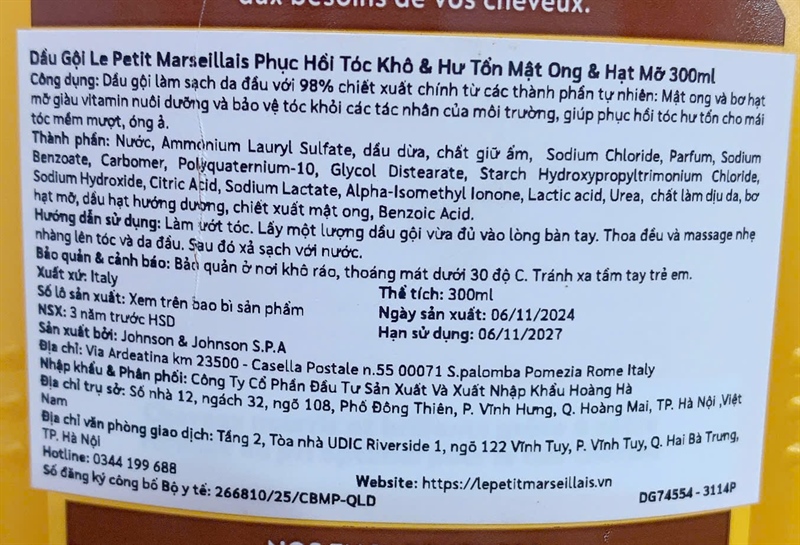 aux besoins de vos cheveux.
Dầu Gội Le Petit Marseillais Phục Hồi Tóc Khô & Hư Tổn Mật Ong & Hạt Mỡ 300ml
Công dụng: Dầu gội làm sạch da đầu với 98% chiết xuất chính từ các thành phần tự nhiên: Mật ong và bơ hạt
mỡ giàu vitamin nuôi dưỡng và bảo vệ tóc khỏi các tác nhân của môi trường, giúp phục hồi tóc hư tổn cho mái
tóc mềm mượt, óng ả.
Thành phần: Nước, Ammonium Lauryl Sulfate, dầu dừa, chất giữ ẩm, Sodium Chloride, Parfum, Sodium
Benzoate, Carbomer, Polyquaternium-10, Glycol Distearate, Starch Hydroxypropyltrimonium Chloride,
Sodium Hydroxide, Citric Acid, Sodium Lactate, Alpha-Isomethyl Ionone, Lactic acid, Urea, chất làm dịu da, bơ
hạt mỡ, dầu hạt hướng dương, chiết xuất mật ong, Benzoic Acid.
Hướng dẫn sử dụng: Làm ướt tóc. Lấy một lượng dầu gội vừa đủ vào lòng bàn tay. Thoa đều và massage nhẹ
nhàng lên tóc và da đầu. Sau đó xả sạch với nước.
Bảo quản & cảnh báo: Bảo quản ở nơi khô ráo, thoáng mát dưới 30 độ C. Tránh xa tầm tay trẻ em.
Xuất xứ: Italy
Thể tích: 300ml
Số lô sản xuất: Xem trên bao bì sản phẩm
Ngày sản xuất: 06/11/2024
NSX: 3 năm trước HSD
Hạn sử dụng: 06/11/2027
Sản xuất bởi: Johnson & Johnson S.P.A
Địa chỉ: Via Ardeatina km 23500 - Casella Postale n.55 00071 S.palomba Pomezia Rome Italy
Nhập khẩu & Phân phối: Công Ty Cổ Phần Đầu Tư Sản Xuất Và Xuất Nhập Khẩu Hoàng Hà
Địa chỉ trụ sở: Số nhà 12, ngách 32, ngõ 108, Phố Đông Thiên, P. Vĩnh Hưng, Q. Hoàng Mai, TP. Hà Nội ,Việt
Nam
Địa chỉ văn phòng giao dịch: Tầng 2, Tòa nhà UDIC Riverside 1, ngõ 122 Vĩnh Tuy, P. Vĩnh Tuy, Q. Hai Bà Trưng,
TP. Hà Nội
Hotline: 0344 199 688
Website: https://lepetitmarseillais.vn
Số đăng ký công bố Bộ y tế: 266810/25/CBMP-QLD
DG74554 - 3114P